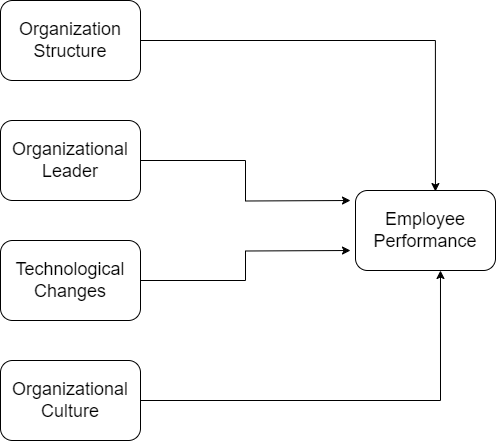 Organization
Structure
Organizational
Leader
Employee
Performance
Technological
Changes
Organizational
Culture